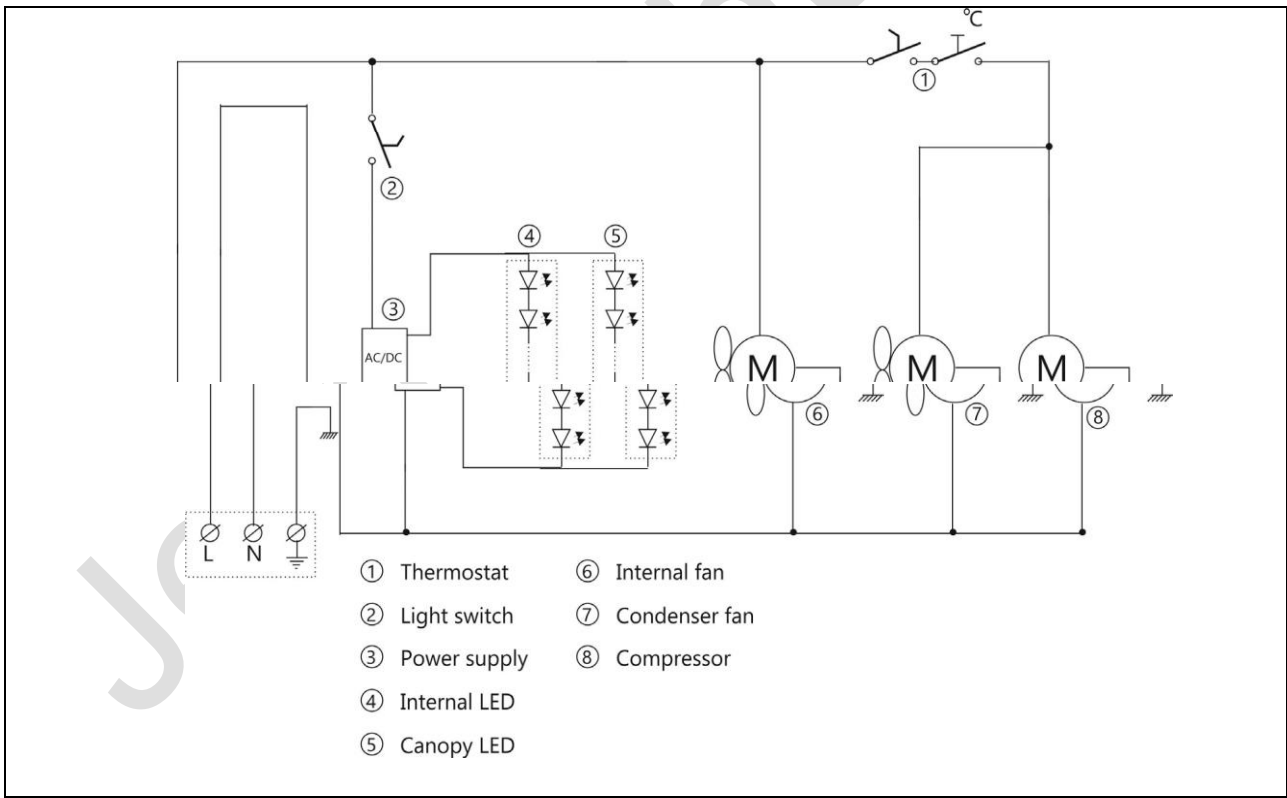 °C
①
②
④ ⑤
③
AC/DC
M M M
⑥ ⑦ ⑧
L N
① Thermostat ⑥ Internal fan
② Light switch ⑦ Condenser fan
③ Power supply ⑧ Compressor
④ Internal LED
⑤ Canopy LED